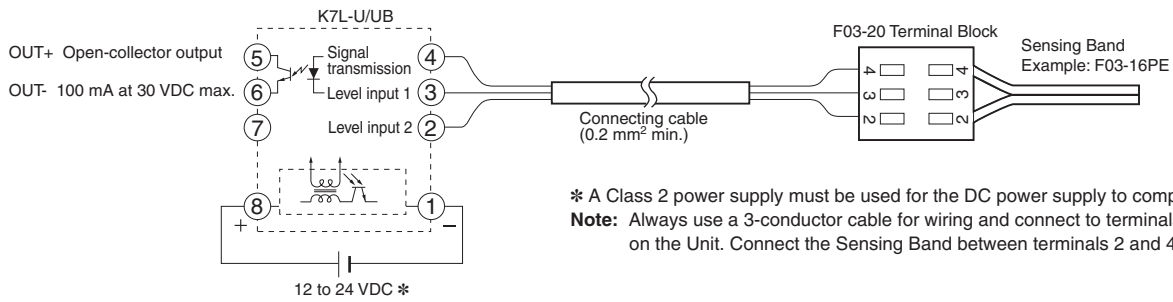 K7L-U/UB
OUT+ Open-collector output
OUT- 100 mA at 30 VDC max.
5
6
7
8
Signal
transmission
Level input 1
Level input 2
4
3
2
1
+
−
12 to 24 VDC ✻
Connecting cable
(0.2 mm² min.)
F03-20 Terminal Block
4
3
2
4
3
2
Sensing Band
Example: F03-16PE
✻ A Class 2 power supply must be used for the DC power supply to comp
Note: Always use a 3-conductor cable for wiring and connect to terminal
on the Unit. Connect the Sensing Band between terminals 2 and 4